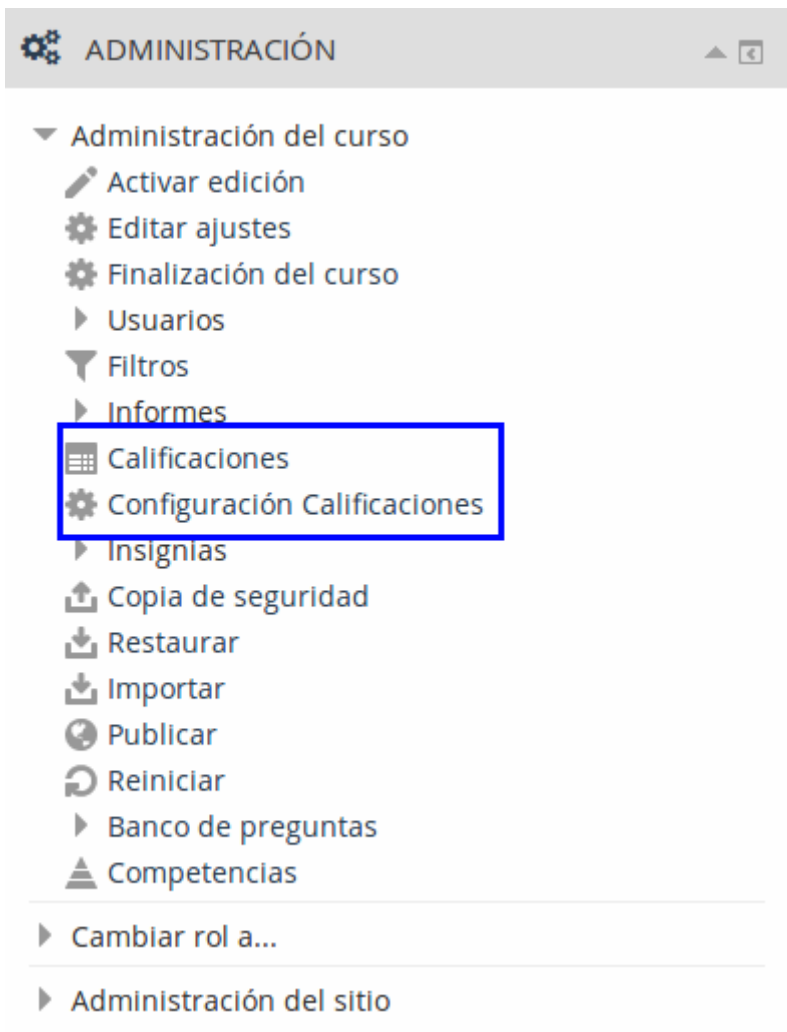 ADMINISTRACIÓN
Administración del curso
Activar edición
Editar ajustes
Finalización del curso
Usuarios
Filtros
Informes
Calificaciones
Configuración Calificaciones
Insignias
Copia de seguridad
Restaurar
Importar
Publicar
Reiniciar
Banco de preguntas
Competencias
Cambiar rol a...
Administración del sitio